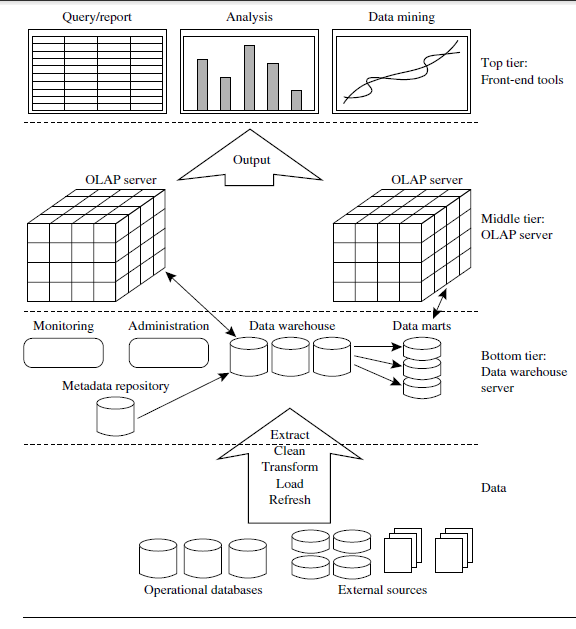 Query/report
Analysis
Data mining
Top tier:
Front-end tools
Output
OLAP server
OLAP server
Middle tier:
OLAP server
Monitoring
Administration
Data warehouse
Data marts
Bottom tier:
Data warehouse
server
Metadata repository
Extract
Clean
Transform
Load
Refresh
Data
Operational databases
External sources